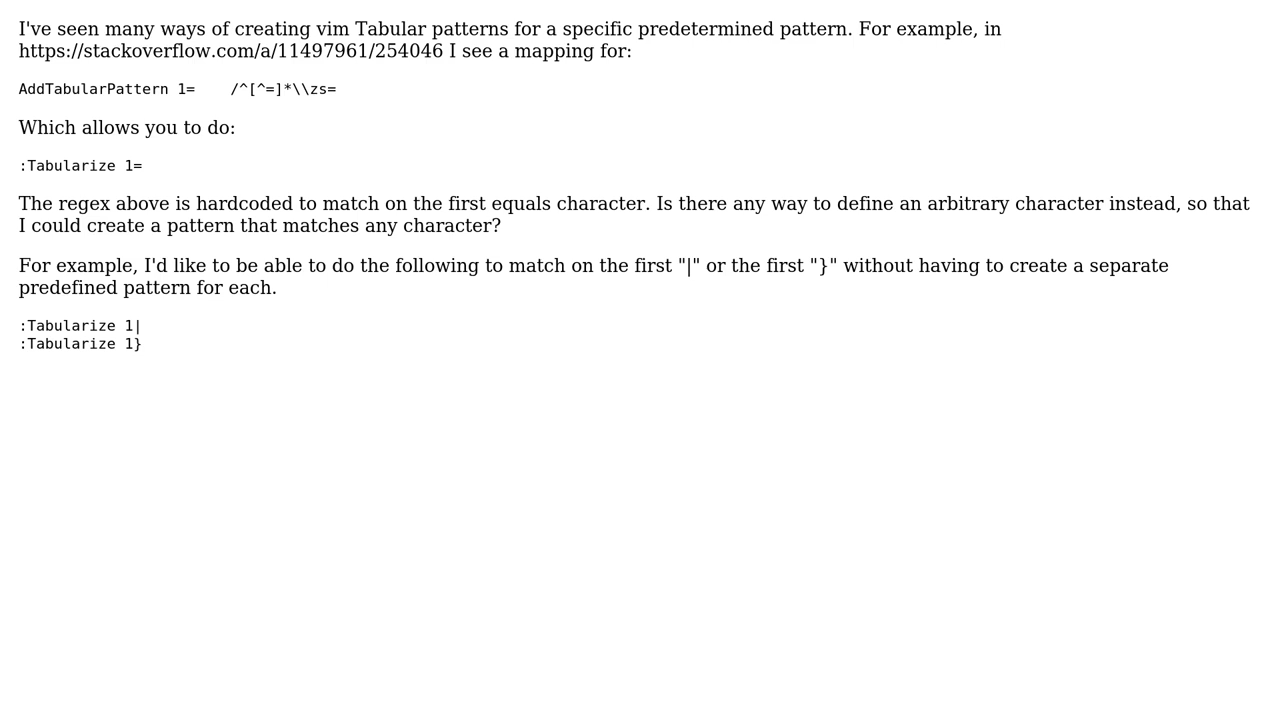 I've seen many ways of creating vim Tabular patterns for a specific predetermined pattern. For example, in
https://stackoverflow.com/a/11497961/254046 I see a mapping for:
AddTabularPattern 1=    /^[^=]*\\zs=
Which allows you to do:
:Tabularize 1=
The regex above is hardcoded to match on the first equals character. Is there any way to define an arbitrary character instead, so that
I could create a pattern that matches any character?
For example, I'd like to be able to do the following to match on the first "|" or the first "}" without having to create a separate
predefined pattern for each.
:Tabularize 1|
:Tabularize 1}